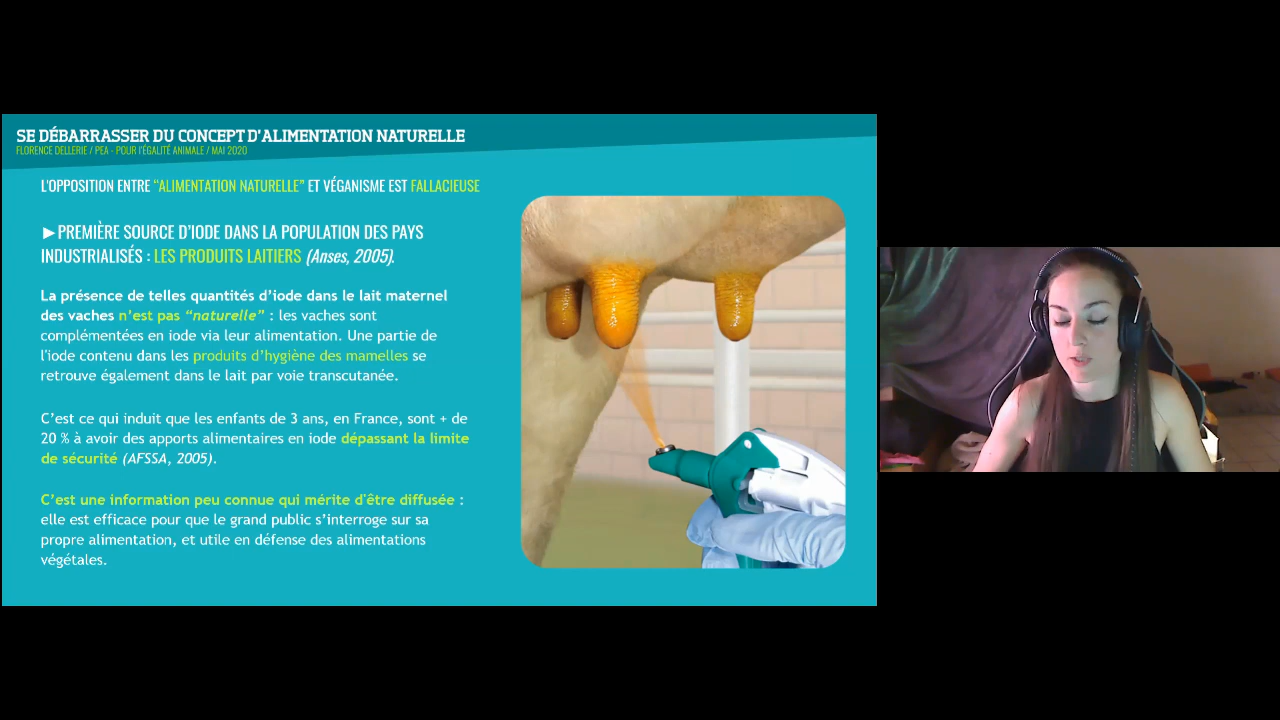 SE DÉBARRASSER DU CONCEPT D'ALIMENTATION NATURELLE
FLORENCE DELLERIE / PEA - POUR l'ÉGALITÉ ANIMALE / MAI 2020
L'OPPOSITION ENTRE "ALIMENTATION NATURELLE" ET VÉGANISME EST FALLACIEUSE
►PREMIÈRE SOURCE D'IODE DANS LA POPULATION DES PAYS
INDUSTRIALISÉS : LES PRODUITS LAITIERS (Anses, 2005).
La présence de telles quantités d'iode dans le lait maternel
des vaches n'est pas "naturelle" : les vaches sont
complémentées en iode via leur alimentation. Une partie de
l'iode contenu dans les produits d'hygiène des mamelles se
retrouve également dans le lait par voie transcutanée.
C'est ce qui induit que les enfants de 3 ans, en France, sont + de
20 % à avoir des apports alimentaires en iode dépassant la limite
de sécurité (AFSSA, 2005).
C'est une information peu connue qui mérite d'être diffusée :
elle est efficace pour que le grand public s'interroge sur sa
propre alimentation, et utile en défense des alimentations
végétales.